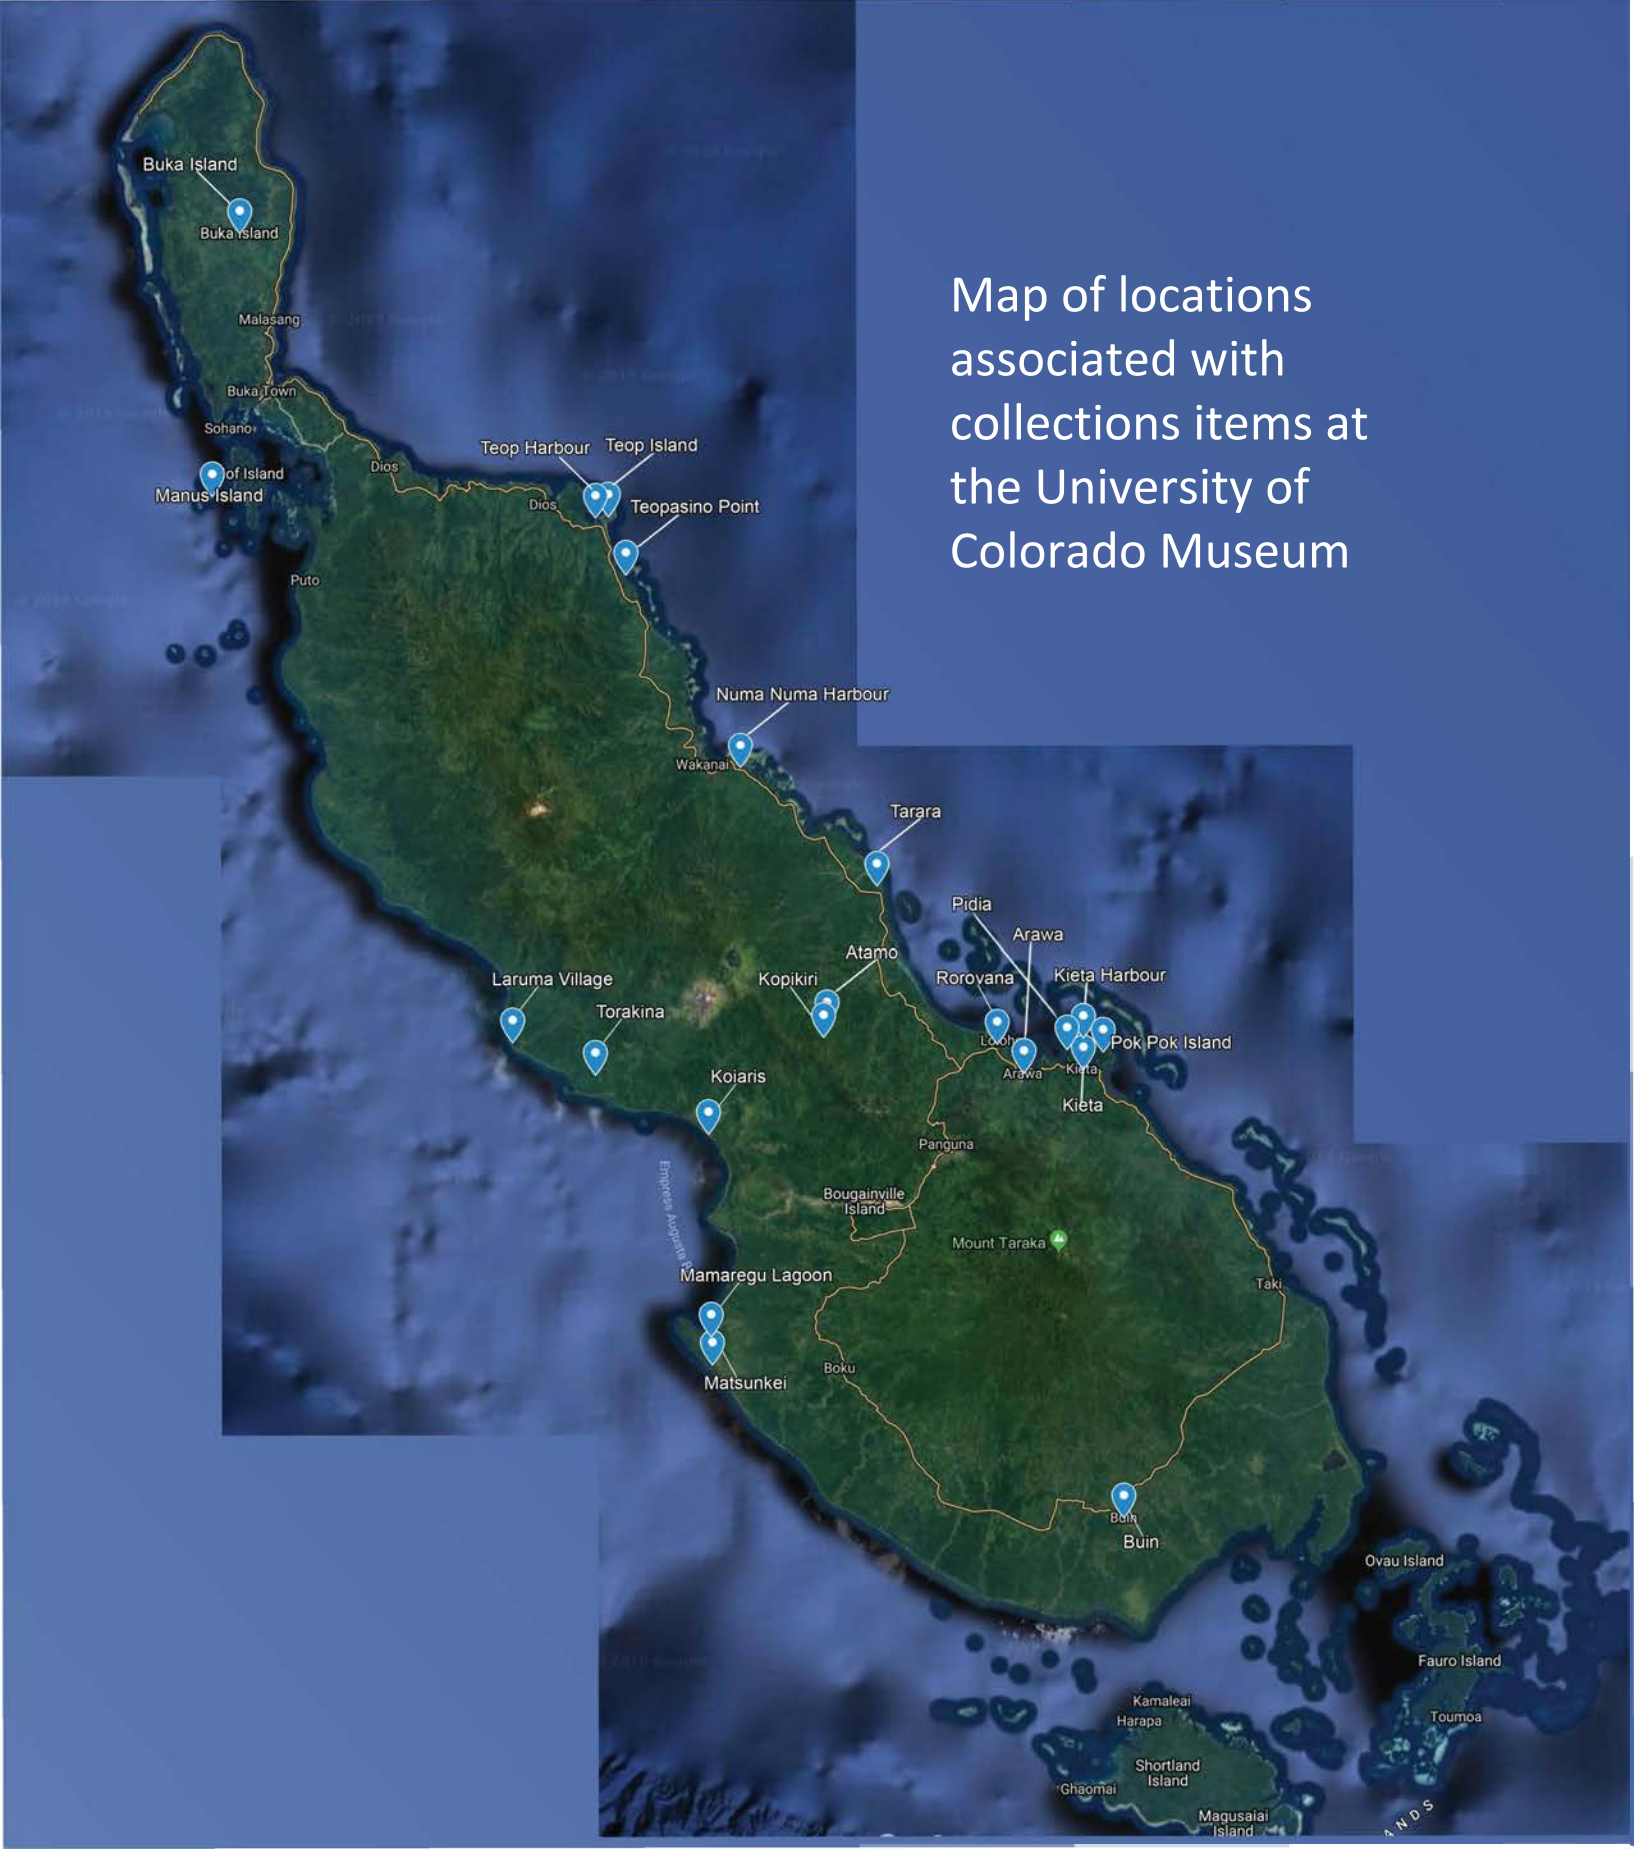 Map of locations
associated with
collections items at
the University of
Colorado Museum
Buka Island
Buka Island
Malasang
Buka Town
Sohano
of Island
Manus Island
Dios
Teop Harbour
Teop Island
Dios
Teopasino Point
Puto
Numa Numa Harbour
Wakanai
Tarara
Pidia
Arawa
Atamo
Kopikiri
Rorovana
Kieta Harbour
Laruma Village
Torakina
Pok Pok Island
Arawa
Kieta
Koiaris
Kieta
Panguna
Bougainville
Island
Mount Taraka
Mamaregu Lagoon
Taki
Boku
Matsunkei
Buin
Buin
Ovau Island
Fauro Island
Kamaleai
Harapa
Toumoa
Shortland
Island
Ghaomai
Magusaiai
Island
ANDS